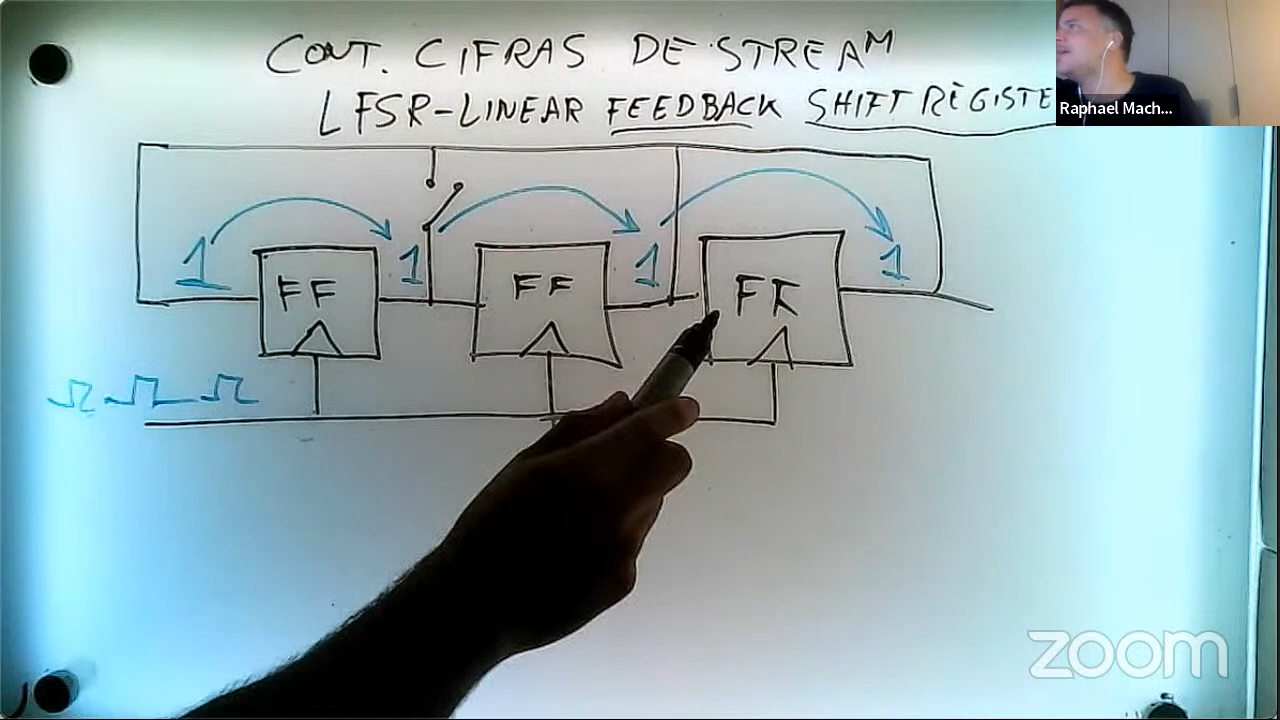 CONT. CIFRAS DE STREAM
LFSR-LINEAR FEEDBACK SHIFT REGISTE
Raphael Mach...
1 1 1 1
FF FF FF
zoom